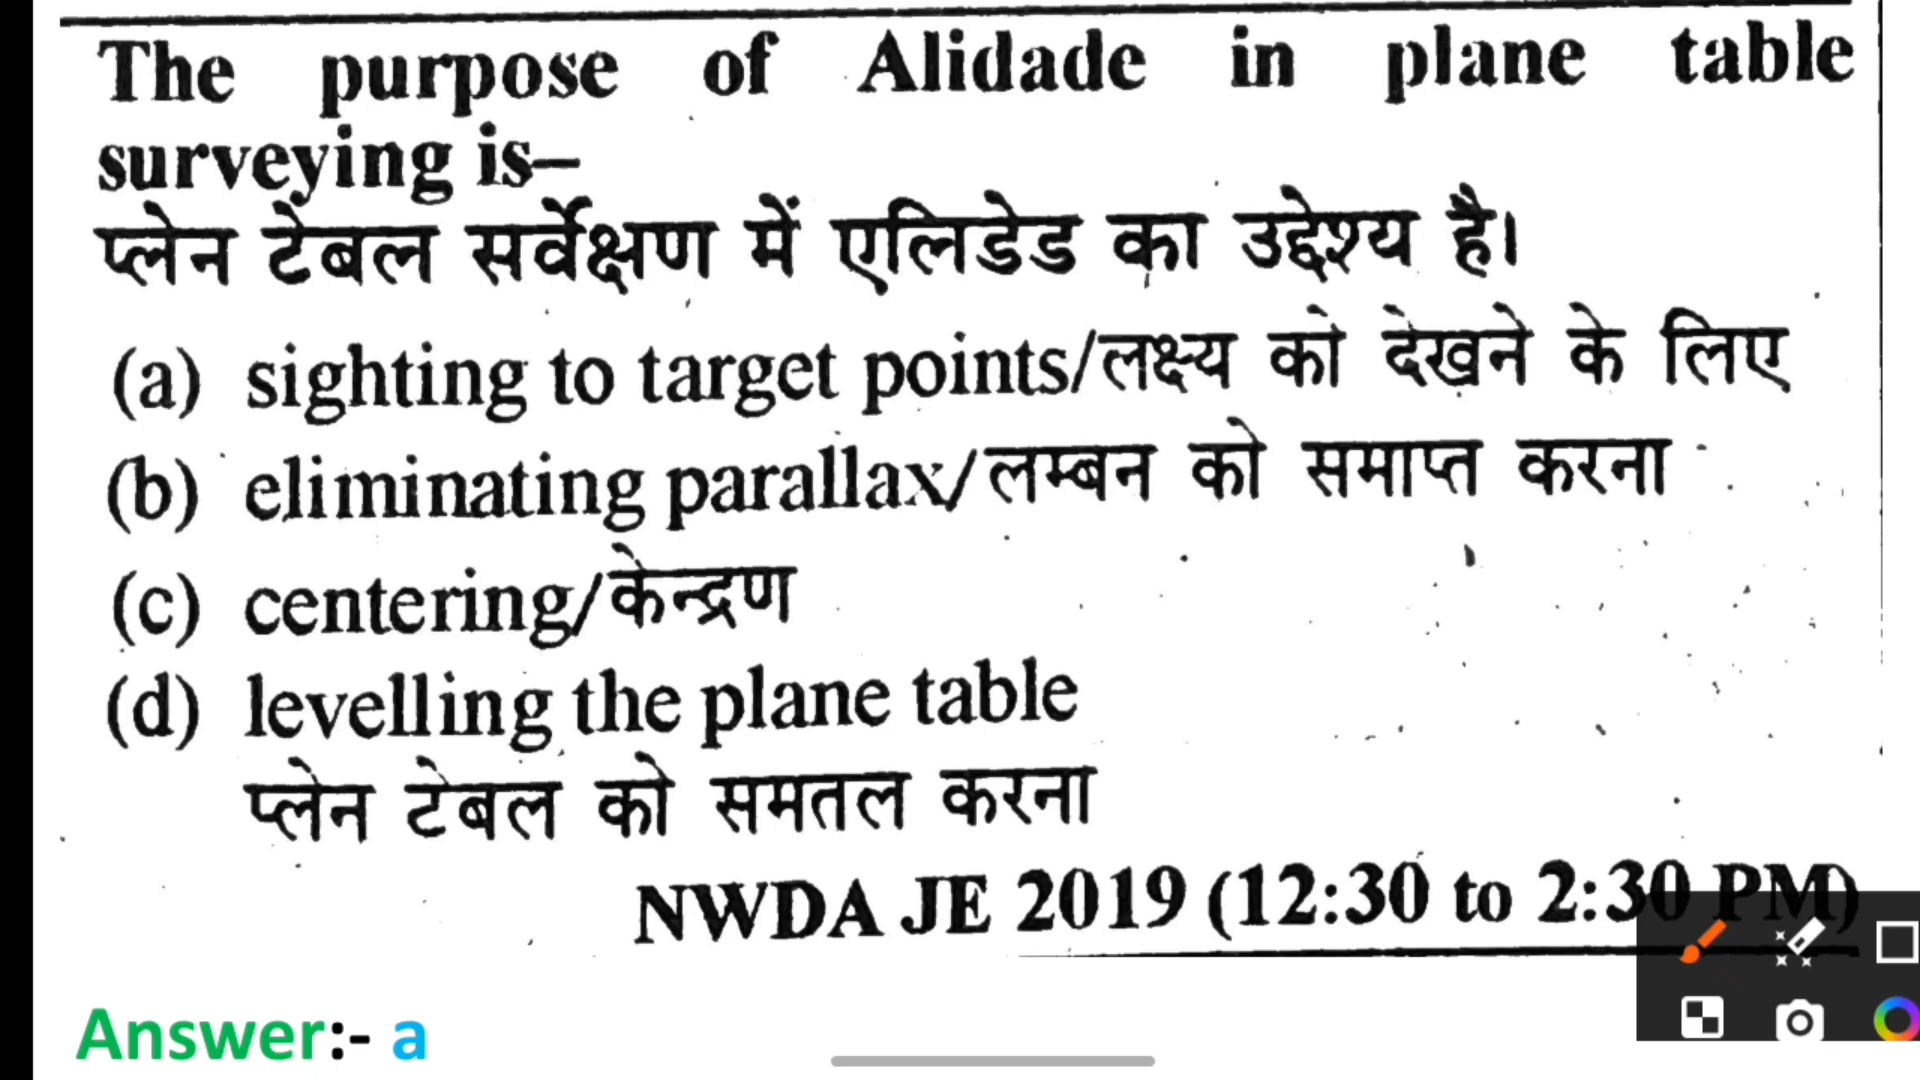 The purpose of Alidade in plane table
surveying is–
प्लेन टेबल सर्वेक्षण में एलिडेड का उद्देश्य है।
(a) sighting to target points/लक्ष्य को देखने के लिए
(b) eliminating parallax/लम्बन को समाप्त करना
(c) centering/केन्द्रण
(d) levelling the plane table
प्लेन टेबल को समतल करना
NWDA JE 2019 (12:30 to 2:30 PM)
Answer:- a